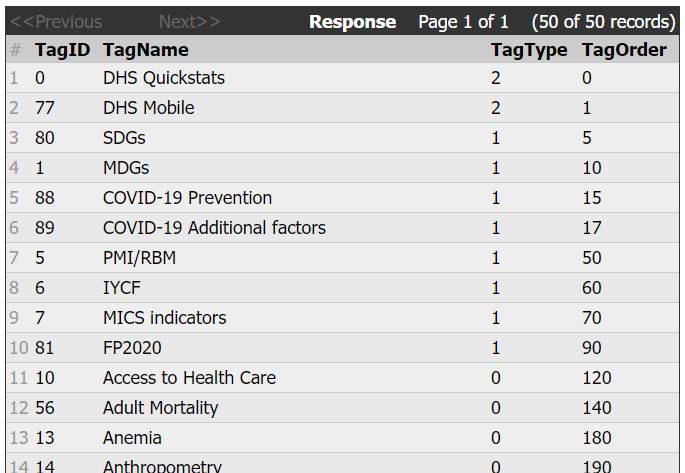 <<Previous Next>> Response Page 1 of 1 (50 of 50 records)
# TagID TagName TagType TagOrder
1 0 DHS Quickstats 2 0
2 77 DHS Mobile 2 1
3 80 SDGs 1 5
4 1 MDGs 1 10
5 88 COVID-19 Prevention 1 15
6 89 COVID-19 Additional factors 1 17
7 5 PMI/RBM 1 50
8 6 IYCF 1 60
9 7 MICS indicators 1 70
10 81 FP2020 1 90
11 10 Access to Health Care 0 120
12 56 Adult Mortality 0 140
13 13 Anemia 0 180
14 14 Anthropometry 0 190